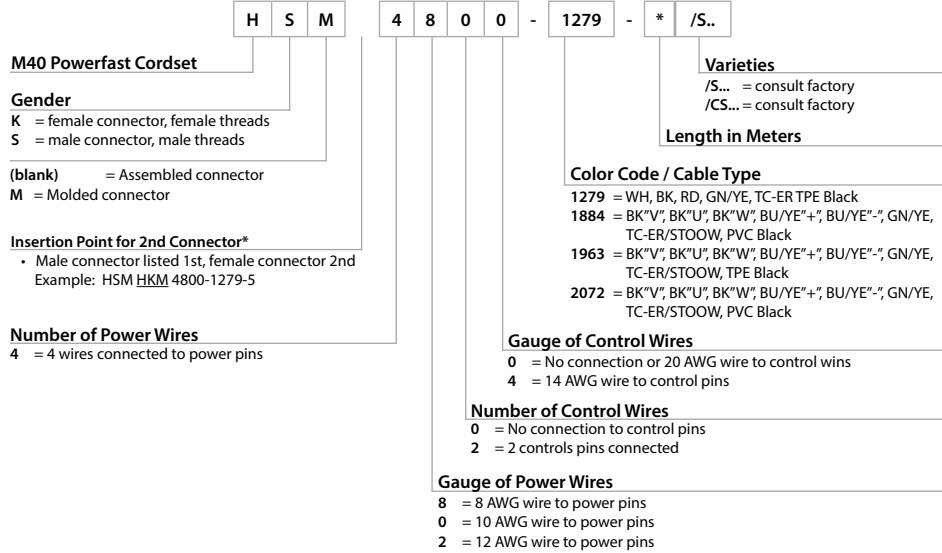 H S M 4 8 0 0 - 1279 - * /S..
M40 Powerfast Cordset
Gender
K = female connector, female threads
S = male connector, male threads
(blank) = Assembled connector
M = Molded connector
Insertion Point for 2nd Connector*
• Male connector listed 1st, female connector 2nd
Example: HSM HKM 4800-1279-5
Number of Power Wires
4 = 4 wires connected to power pins
Varieties
/S... = consult factory
/CS... = consult factory
Length in Meters
Color Code / Cable Type
1279 = WH, BK, RD, GN/YE, TC-ER TPE Black
1884 = BK"V", BK"U", BK"W", BU/YE"+", BU/YE"-", GN/YE,
TC-ER/STOOW, PVC Black
1963 = BK"V", BK"U", BK"W", BU/YE"+", BU/YE"-", GN/YE,
TC-ER/STOOW, TPE Black
2072 = BK"V", BK"U", BK"W", BU/YE"+", BU/YE"-", GN/YE,
TC-ER/STOOW, PVC Black
Gauge of Control Wires
0 = No connection or 20 AWG wire to control wins
4 = 14 AWG wire to control pins
Number of Control Wires
0 = No connection to control pins
2 = 2 controls pins connected
Gauge of Power Wires
8 = 8 AWG wire to power pins
0 = 10 AWG wire to power pins
2 = 12 AWG wire to power pins